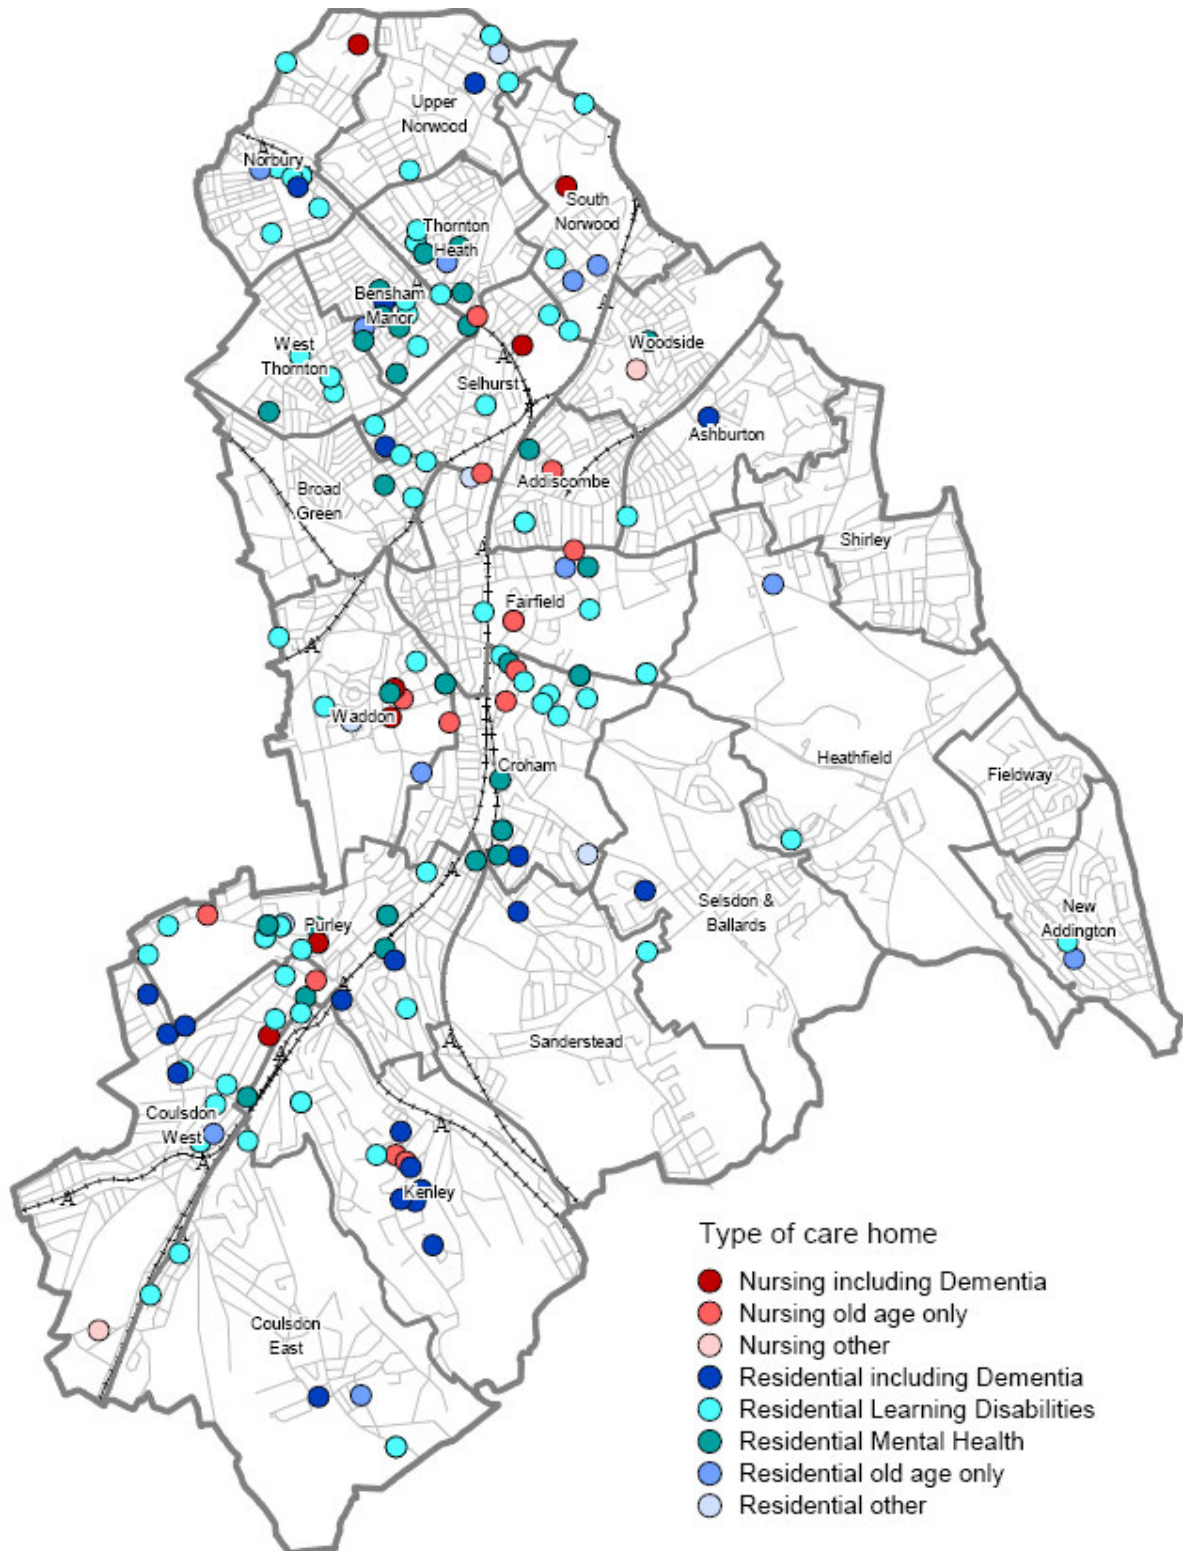 Upper
Norwood
Norbury
South
Norwood
Thornton
Heath
Bensham
Manor
West
Thornton
Woodside
Selhurst
Ashburton
Addiscombe
Broad
Green
Shirley
Fairfield
Waddon
Croham
Heathfield
Fieldway
Selsdon &
Ballards
New
Addington
Purley
Sanderstead
Coulsdon
West
Kenley
Coulsdon
East
Type of care home
Nursing including Dementia
Nursing old age only
Nursing other
Residential including Dementia
Residential Learning Disabilities
Residential Mental Health
Residential old age only
Residential other
A
A
A
A
A
A
A
A
A
A
A
A
A